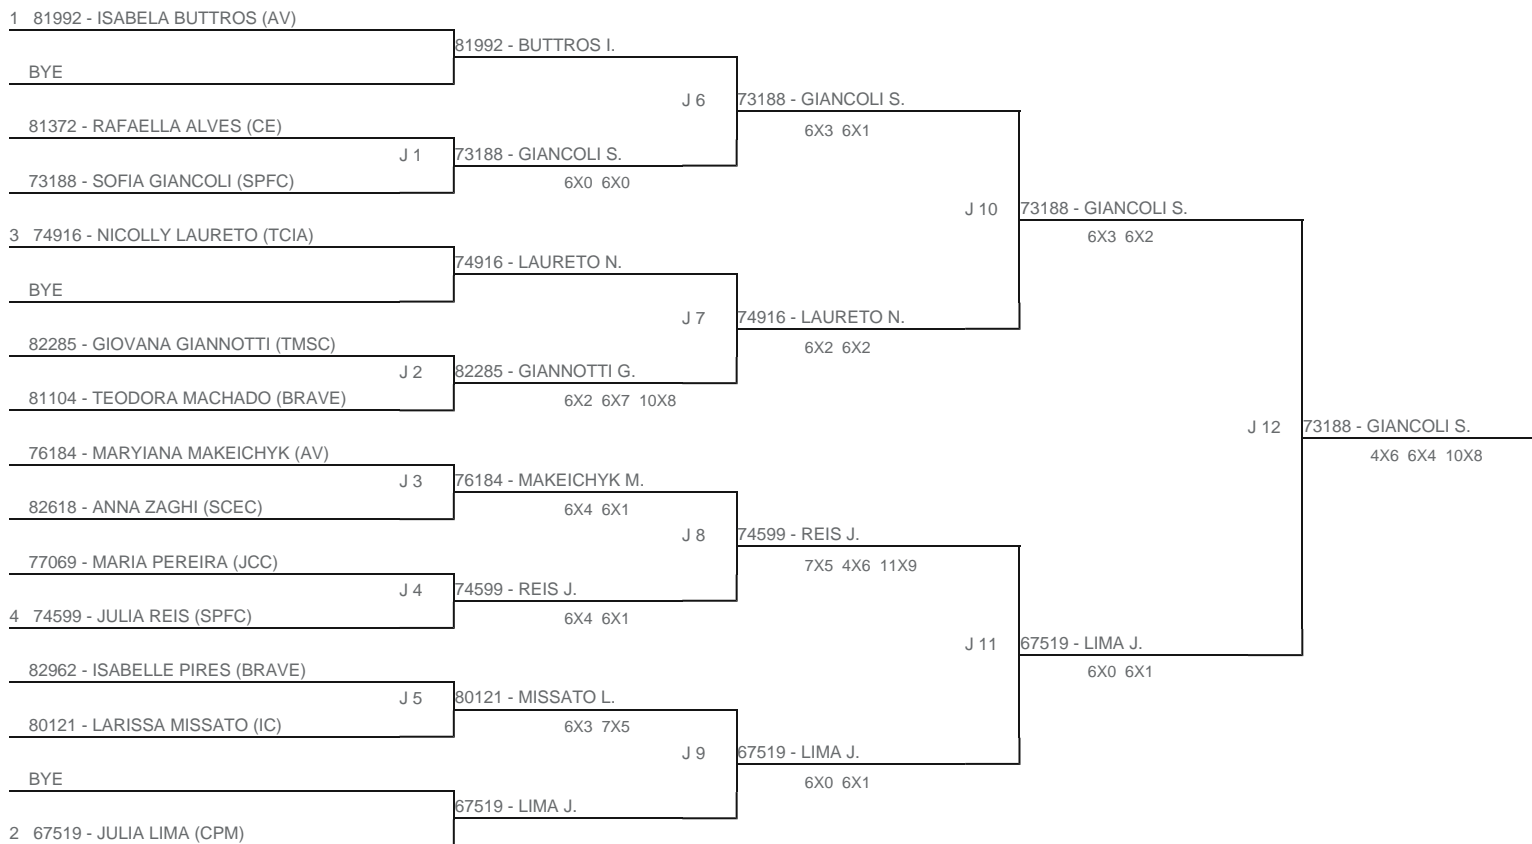 1 81992 - ISABELA BUTTROS (AV)
81992 - BUTTROS I.
BYE
J 6
73188 - GIANCOLI S.
81372 - RAFAELLA ALVES (CE)
6X3 6X1
J 1
73188 - GIANCOLI S.
73188 - SOFIA GIANCOLI (SPFC)
6X0 6X0
J 10
73188 - GIANCOLI S.
3 74916 - NICOLLY LAURETO (TCIA)
6X3 6X2
74916 - LAURETO N.
BYE
J 7
74916 - LAURETO N.
82285 - GIOVANA GIANNOTTI (TMSC)
6X2 6X2
J 2
82285 - GIANNOTTI G.
81104 - TEODORA MACHADO (BRAVE)
6X2 6X7 10X8
J 12
73188 - GIANCOLI S.
76184 - MARYIANA MAKEICHYK (AV)
4X6 6X4 10X8
J 3
76184 - MAKEICHYK M.
82618 - ANNA ZAGHI (SCEC)
6X4 6X1
J 8
74599 - REIS J.
77069 - MARIA PEREIRA (JCC)
7X5 4X6 11X9
J 4
74599 - REIS J.
4 74599 - JULIA REIS (SPFC)
6X4 6X1
J 11
67519 - LIMA J.
82962 - ISABELLE PIRES (BRAVE)
6X0 6X1
J 5
80121 - MISSATO L.
80121 - LARISSA MISSATO (IC)
6X3 7X5
J 9
67519 - LIMA J.
BYE
6X0 6X1
67519 - LIMA J.
2 67519 - JULIA LIMA (CPM)